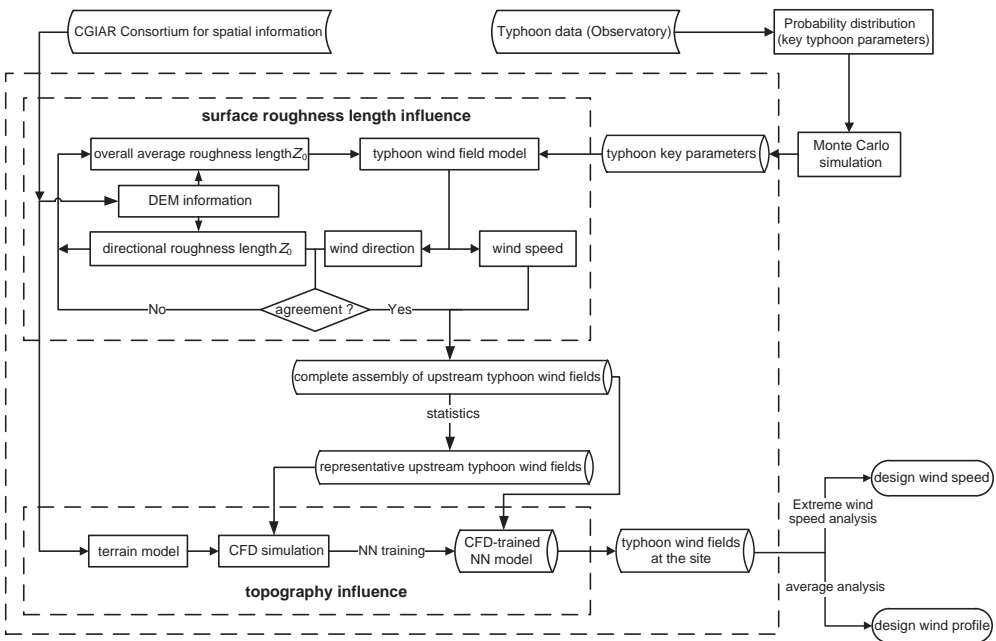 CGIAR Consortium for spatial information
Typhoon data (Observatory)
Probability distribution
(key typhoon parameters)
surface roughness length influence
overall average roughness length Z0
typhoon wind field model
typhoon key parameters
Monte Carlo
simulation
DEM information
directional roughness length Z0
wind direction
wind speed
No
agreement ?
Yes
complete assembly of upstream typhoon wind fields
statistics
representative upstream typhoon wind fields
design wind speed
Extreme wind
speed analysis
terrain model
CFD simulation
NN training
CFD-trained
NN model
typhoon wind fields
at the site
average analysis
topography influence
design wind profile